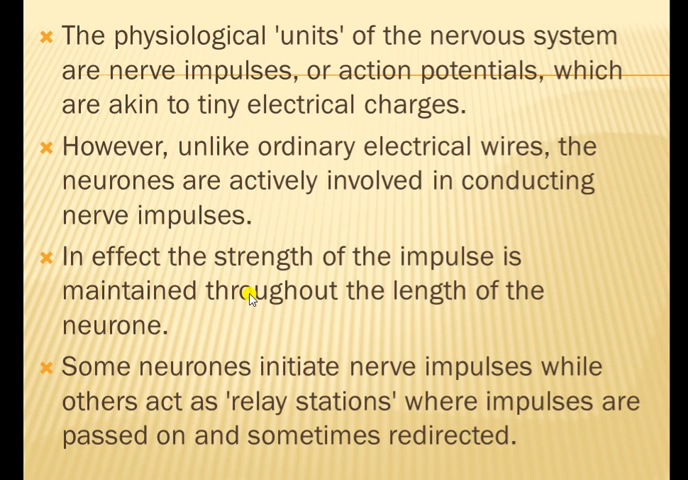 The physiological 'units' of the nervous system
are nerve impulses, or action potentials, which
are akin to tiny electrical charges.
However, unlike ordinary electrical wires, the
neurones are actively involved in conducting
nerve impulses.
In effect the strength of the impulse is
maintained throughout the length of the
neurone.
Some neurones initiate nerve impulses while
others act as 'relay stations' where impulses are
passed on and sometimes redirected.